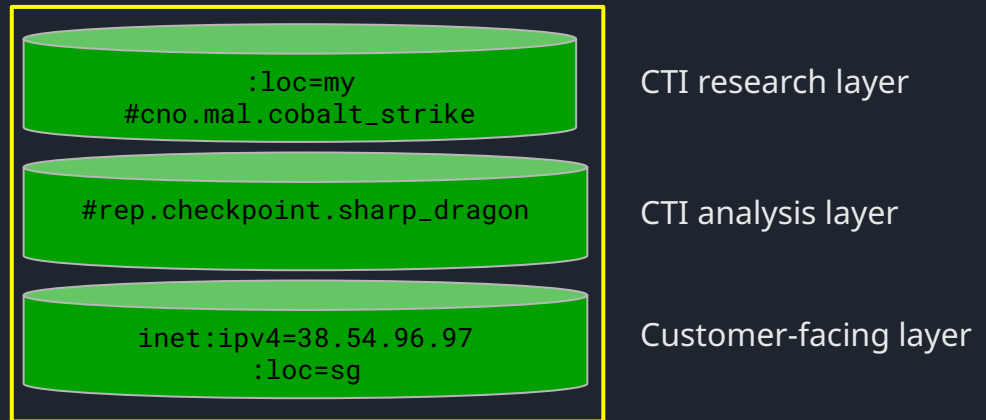 :loc=my
#cno.mal.cobalt_strike
CTI research layer
#rep.checkpoint.sharp_dragon
CTI analysis layer
inet:ipv4=38.54.96.97
:loc=sg
Customer-facing layer